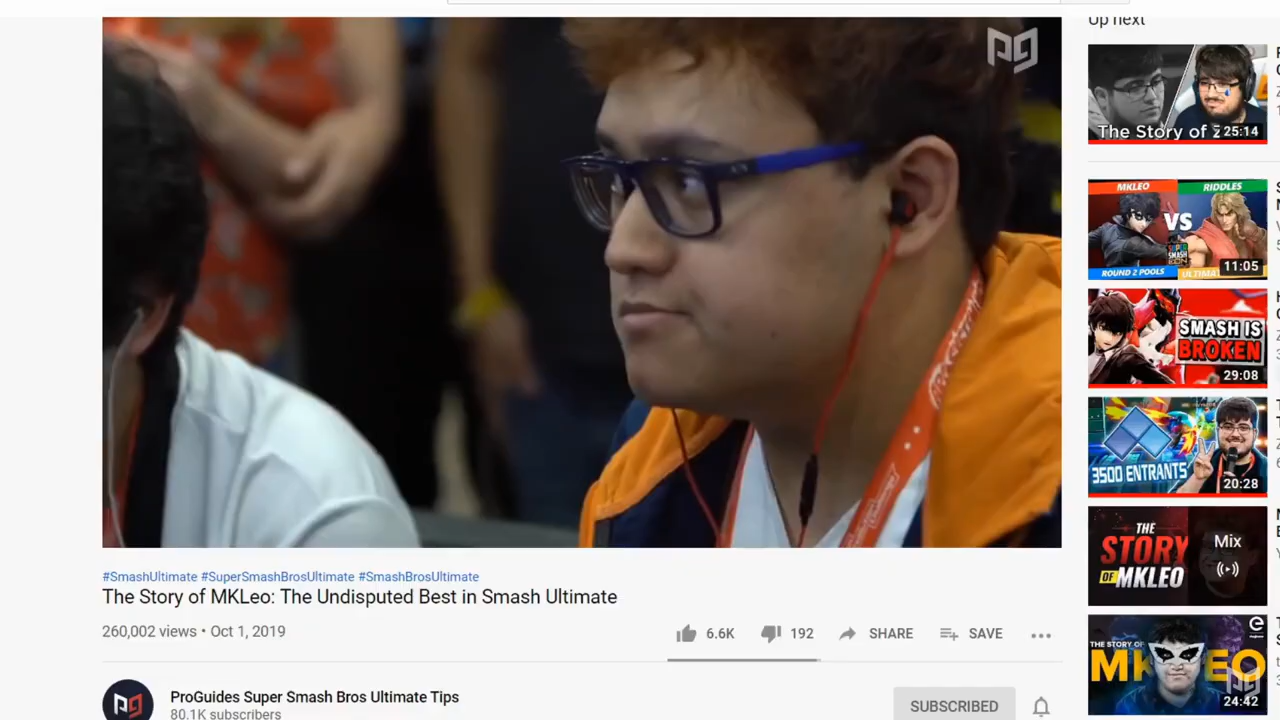 Up next
The Story of Z
25:14
MKLEO
RIDDLES
VS
SUPER
SMASH
ROUND 2 POOLS
ULTIMA
11:05
SMASH IS
BROKEN
29:08
3500 ENTRANTS
20:28
THE
STORY
OF MKLEO
Mix
THE STORY OF
MKLEO
24:42
#SmashUltimate #SuperSmashBrosUltimate #SmashBrosUltimate
The Story of MKLeo: The Undisputed Best in Smash Ultimate
260,002 views • Oct 1, 2019
6.6K
192
SHARE
SAVE
ProGuides Super Smash Bros Ultimate Tips
80.1K subscribers
SUBSCRIBED